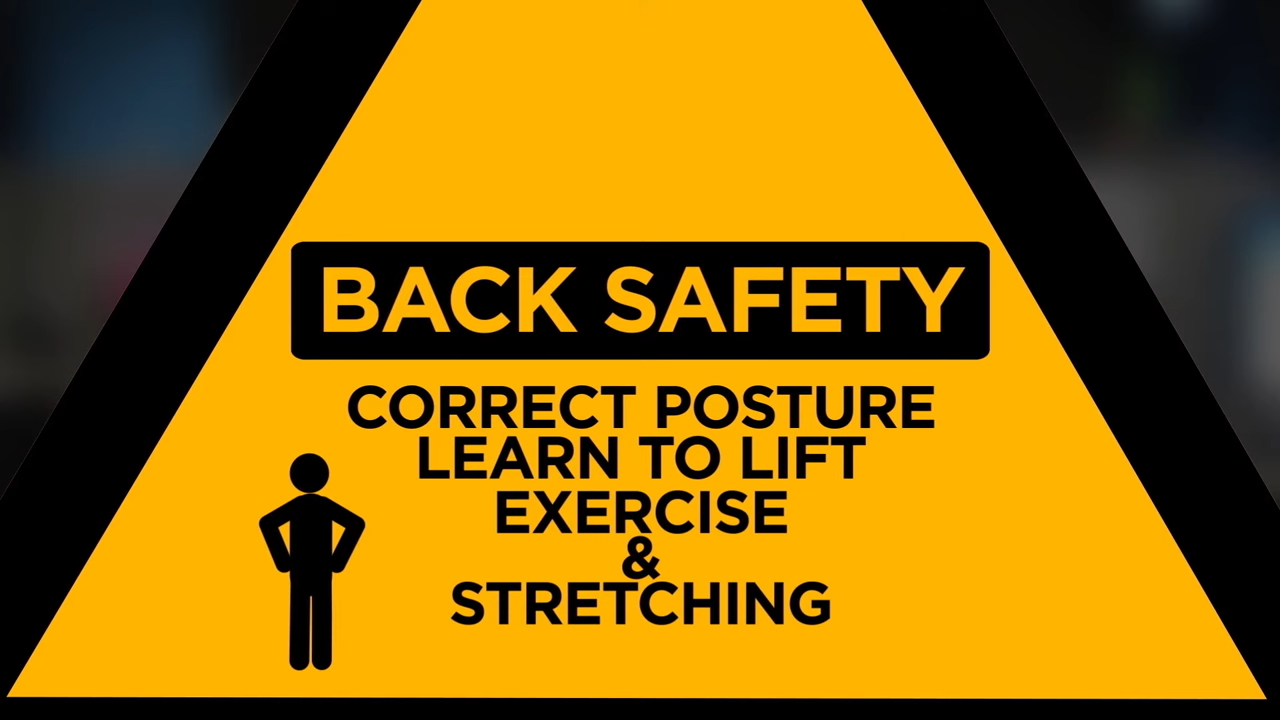 BACK SAFETY
CORRECT POSTURE
LEARN TO LIFT
EXERCISE
&
STRETCHING